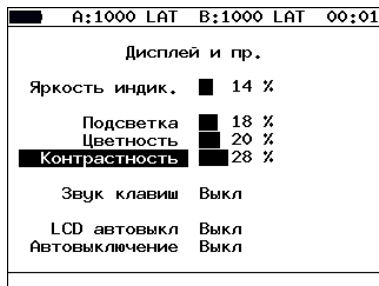 A:1000 LAT B:1000 LAT 00:01
Дисплей и пр.
Яркость индик. 14 %
Подсветка 18 %
Цветность 20 %
Контрастность 28 %
Звук клавиш Выкл
LCD автовыкл Выкл
Автовыключение Выкл